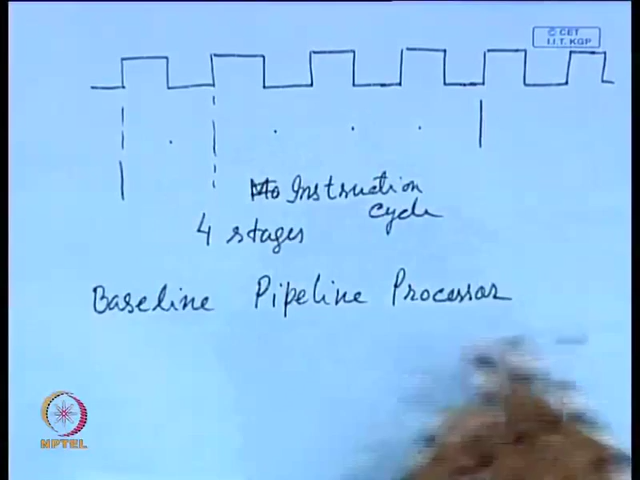 © CET
I.I.T. KGP
Instruction
cycle
4 stages
Baseline Pipeline Processor
NPTEL